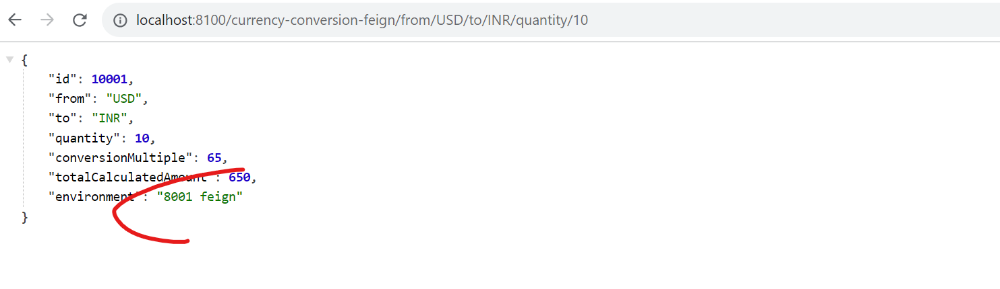 localhost:8100/currency-conversion-feign/from/USD/to/INR/quantity/10
{
"id": 10001,
"from": "USD",
"to": "INR",
"quantity": 10,
"conversionMultiple": 65,
"totalCalculatedAmount": 650,
"environment": "8001 feign"
}